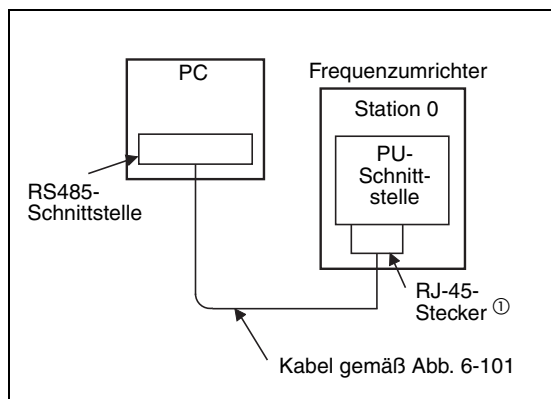 PC
Frequenzumrichter
Station 0
PU-
Schnitt-
stelle
RS485-
Schnittstelle
RJ-45-
Stecker ①
Kabel gemäß Abb. 6-101